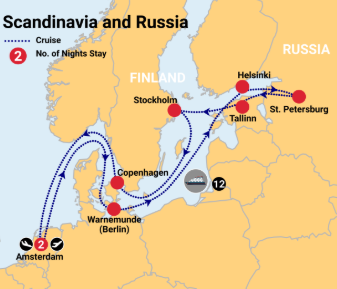 Scandinavia and Russia
Cruise
2 No. of Nights Stay
RUSSIA
FINLAND
Helsinki
Stockholm
St. Petersburg
Tallinn
Copenhagen
12
Warnemunde
(Berlin)
2
Amsterdam